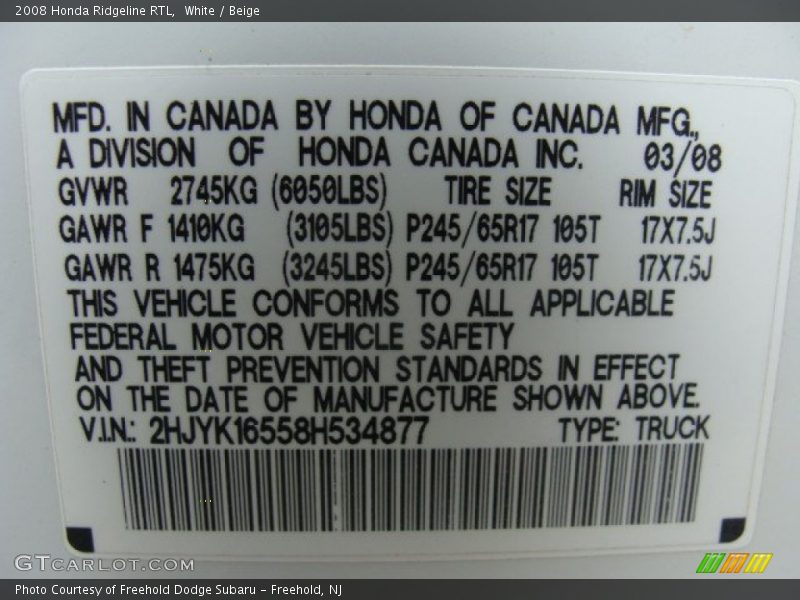 2008 Honda Ridgeline RTL, White / Beige
MFD. IN CANADA BY HONDA OF CANADA MFG.,
A DIVISION OF HONDA CANADA INC. 03/08
GVWR 2745KG (6050LBS) TIRE SIZE RIM SIZE
GAWR F 1410KG (3105LBS) P245/65R17 105T 17X7.5J
GAWR R 1475KG (3245LBS) P245/65R17 105T 17X7.5J
THIS VEHICLE CONFORMS TO ALL APPLICABLE
FEDERAL MOTOR VEHICLE SAFETY
AND THEFT PREVENTION STANDARDS IN EFFECT
ON THE DATE OF MANUFACTURE SHOWN ABOVE.
V.I.N.: 2HJYK16558H534877 TYPE: TRUCK
GTCARLOT.COM
Photo Courtesy of Freehold Dodge Subaru - Freehold, NJ